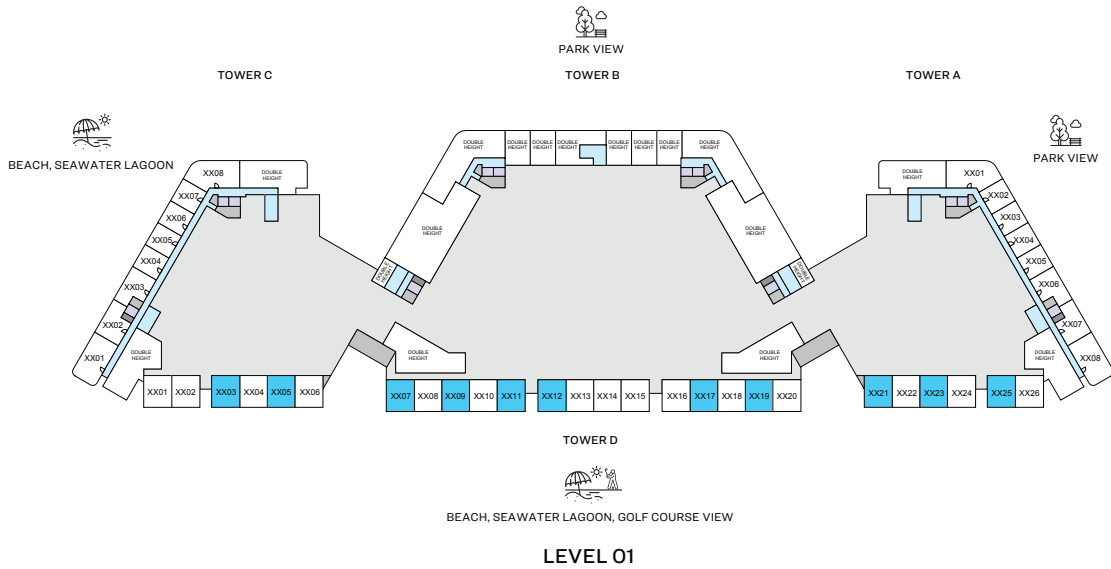 PARK VIEW
TOWER C
TOWER B
TOWER A
BEACH, SEAWATER LAGOON
PARK VIEW
XX08
DOUBLE
HEIGHT
XX07
XX06
XX05
XX04
XX03
XX02
XX01
DOUBLE
HEIGHT
DOUBLE
HEIGHT
DOUBLE
HEIGHT
DOUBLE
HEIGHT
DOUBLE
HEIGHT
DOUBLE
HEIGHT
DOUBLE
HEIGHT
DOUBLE
HEIGHT
DOUBLE
HEIGHT
DOUBLE
HEIGHT
DOUBLE
HEIGHT
DOUBLE
HEIGHT
DOUBLE
HEIGHT
DOUBLE
HEIGHT
DOUBLE
HEIGHT
DOUBLE
HEIGHT
XX01
XX02
XX03
XX04
XX05
XX06
XX07
XX08
DOUBLE
HEIGHT
XX01
XX02
XX03
XX04
XX05
XX06
XX07
XX08
XX09
XX10
XX11
XX12
XX13
XX14
XX15
XX16
XX17
XX18
XX19
XX20
XX21
XX22
XX23
XX24
XX25
XX26
TOWER D
BEACH, SEAWATER LAGOON, GOLF COURSE VIEW
LEVEL 01